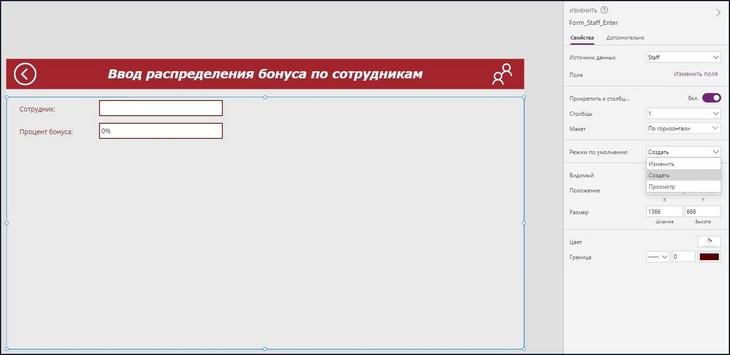 Ввод распределения бонуса по сотрудникам
Сотрудник:
Процент бонуса: 0%
ИЗМЕНИТЬ
Form_Staff_Enter
Свойства Дополнительно
Источник данных Staff
Поля Изменить поля
Прикрепить к столбц... Вкл.
Столбцы 1
Макет По горизонтали
Режим по умолчанию Создать
Изменить
Создать
Просмотр
Видимый
Положение
X Y
Размер 1366 668
Ширина Высота
Цвет
Граница 0